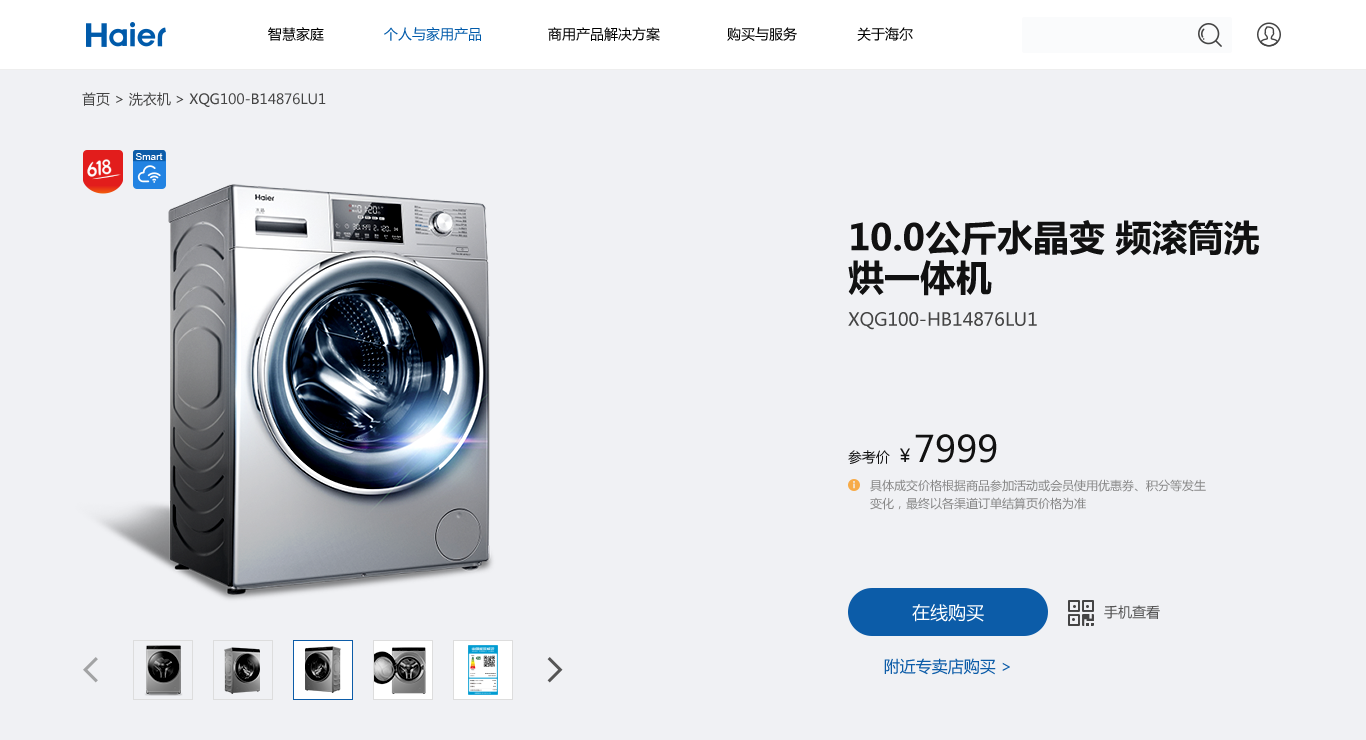 Haier
智慧家庭
个人与家用产品
商用产品解决方案
购买与服务
关于海尔
首页 > 洗衣机 > XQG100-B14876LU1
618
Smart
Haier
10.0公斤水晶变 频滚筒洗
烘一体机
XQG100-HB14876LU1
参考价 ¥ 7999
具体成交价格根据商品参加活动或会员使用优惠券、积分等发生
变化，最终以各渠道订单结算页价格为准
在线购买
手机查看
附近专卖店购买 >